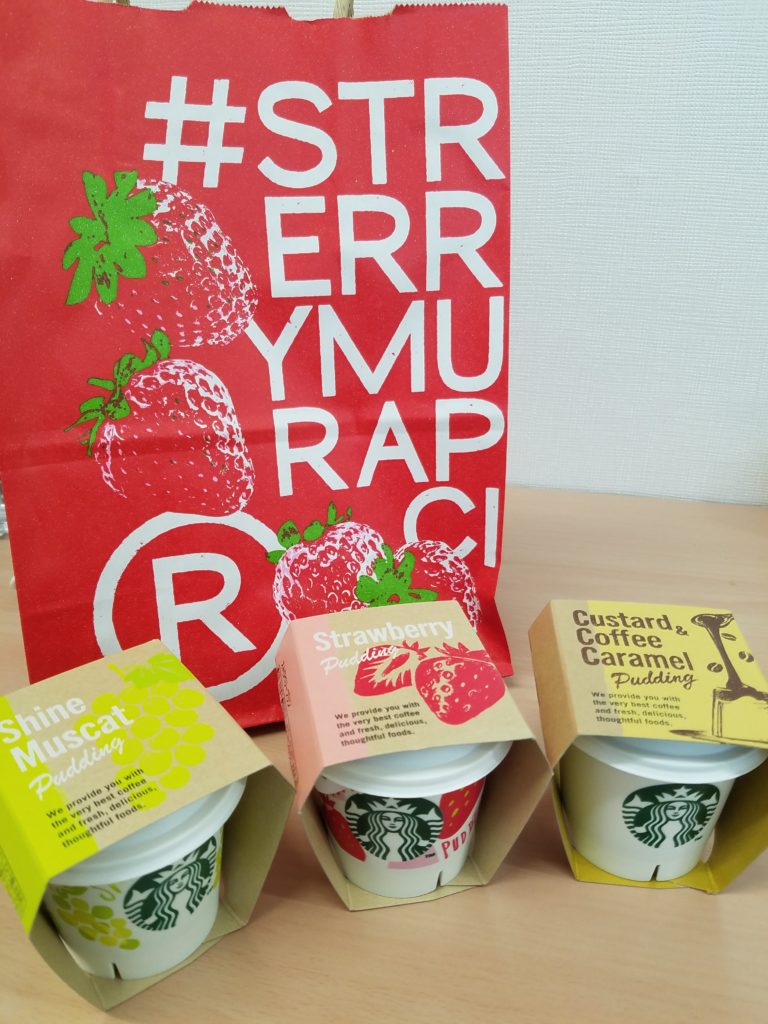 #STR
ERR
YMU
RAP
CI
R
Shine
Muscat
Pudding
We provide you with
the very best coffee
and fresh, delicious,
thoughtful foods.
Strawberry
Pudding
We provide you with
the very best coffee
and fresh, delicious,
thoughtful foods.
PUD
Custard &
Coffee
Caramel
Pudding
We provide you with
the very best coffee
and fresh, delicious,
thoughtful foods.